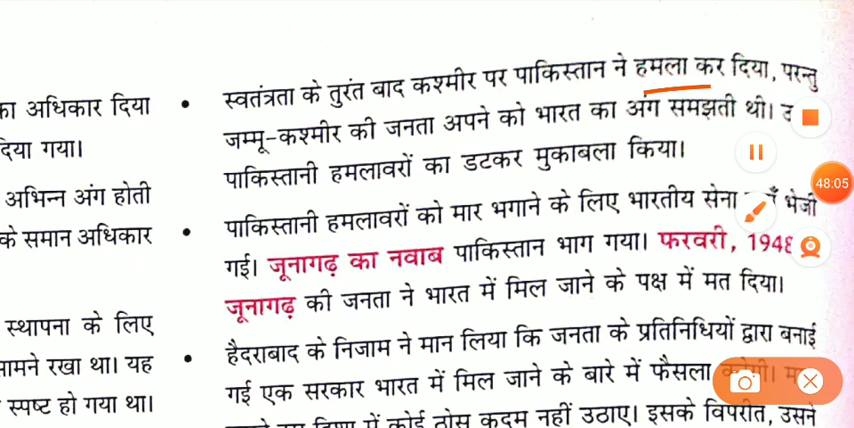 का अधिकार दिया
दिया गया।
अभिन्न अंग होती
के समान अधिकार
स्थापना के लिए
सामने रखा था। यह
स्पष्ट हो गया था।
• स्वतंत्रता के तुरंत बाद कश्मीर पर पाकिस्तान ने हमला कर दिया, परन्तु
जम्मू-कश्मीर की जनता अपने को भारत का अंग समझती थी।
पाकिस्तानी हमलावरों का डटकर मुकाबला किया।
• पाकिस्तानी हमलावरों को मार भगाने के लिए भारतीय सेना भेजी
गई। जूनागढ़ का नवाब पाकिस्तान भाग गया। फरवरी, 1948
जूनागढ़ की जनता ने भारत में मिल जाने के पक्ष में मत दिया।
• हैदराबाद के निजाम ने मान लिया कि जनता के प्रतिनिधियों द्वारा बनाई
गई एक सरकार भारत में मिल जाने के बारे में फैसला
में कोई ठोस कदम नहीं उठाए। इसके विपरीत, उसने
48:05